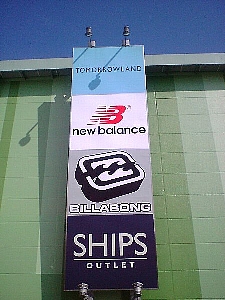 TOMORROWLAND
new balance
BILLABONG
SHIPS
OUTLET